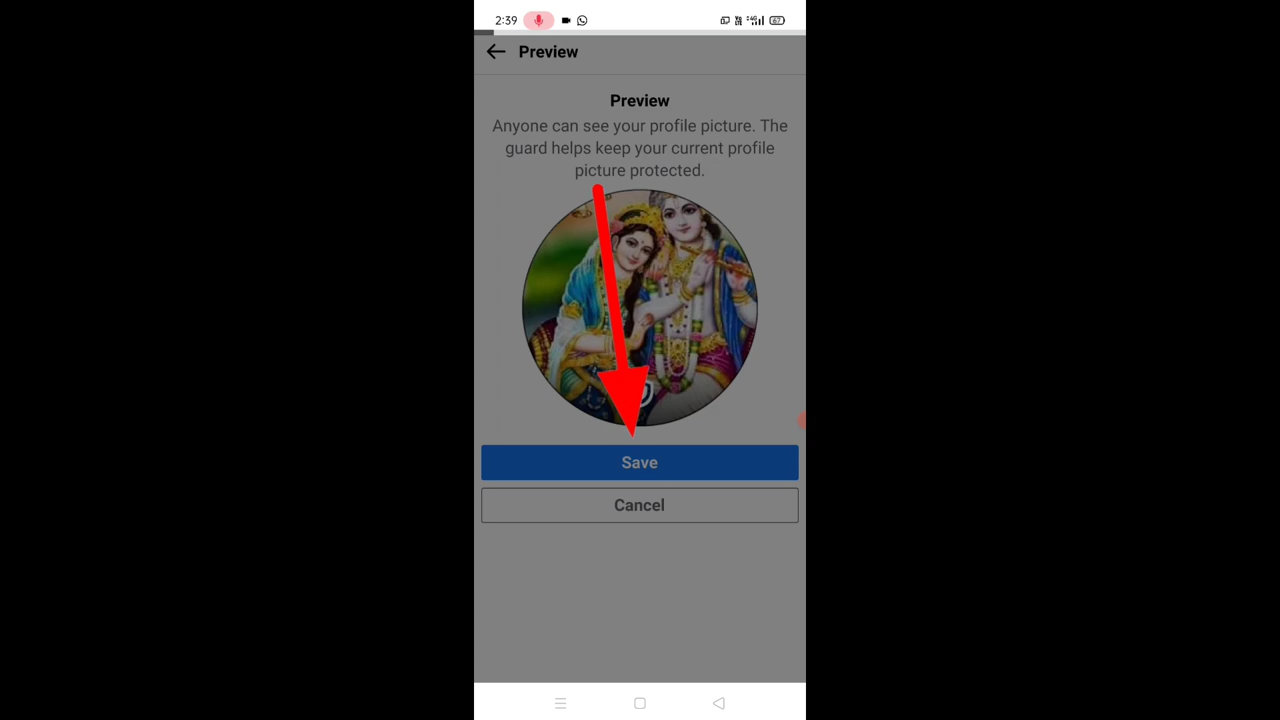 2:39
67
Preview
Preview
Anyone can see your profile picture. The
guard helps keep your current profile
picture protected.
Save
Cancel